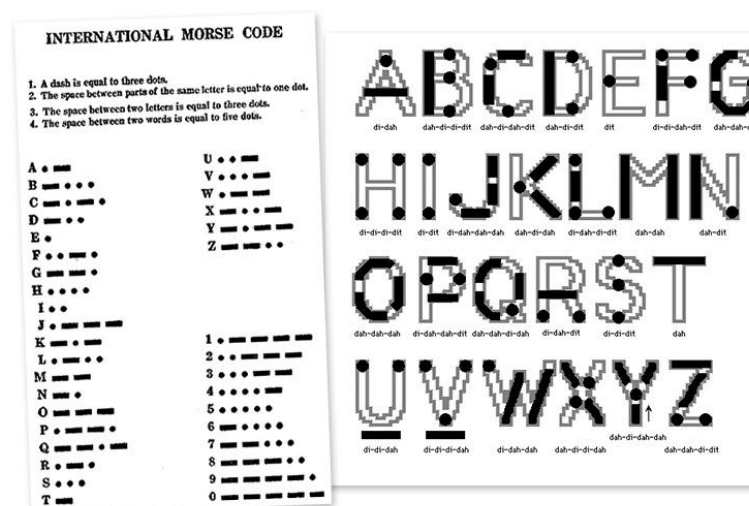 INTERNATIONAL MORSE CODE
1. A dash is equal to three dots.
2. The space between parts of the same letter is equal to one dot.
3. The space between two letters is equal to three dots.
4. The space between two words is equal to five dots.
A • —
B — • • •
C — • — •
D — • •
E •
F • • — •
G — — •
H • • • •
I • •
J • — — —
K — • —
L • — • •
M — —
N — •
O — — —
P • — — •
Q — — • —
R • — •
S • • •
T —
U • • —
V • • • —
W • — —
X — • • —
Y — • — —
Z — — • •
1 • — — — —
2 • • — — —
3 • • • — —
4 • • • • —
5 • • • • •
6 — • • • •
7 — — • • •
8 — — — • •
9 — — — — •
0 — — — — —
A B C D E F G
di-dah dah-di-di-dit dah-di-dah-dit dah-di-dit dit di-di-dah-dit
H I J K L M N
di-di-di-dit di-dit di-dah-dah-dah dah-di-dah di-dah-di-dit dah-dah dah-dit
O P Q R S T
dah-dah-dah di-dah-dah-dit dah-dah-di-dah di-dah-dit di-di-dit dah
U V W X Y Z
di-di-dah di-di-di-dah di-dah-dah dah-di-di-dah dah-di-dah-dah dah-dah-di-dit